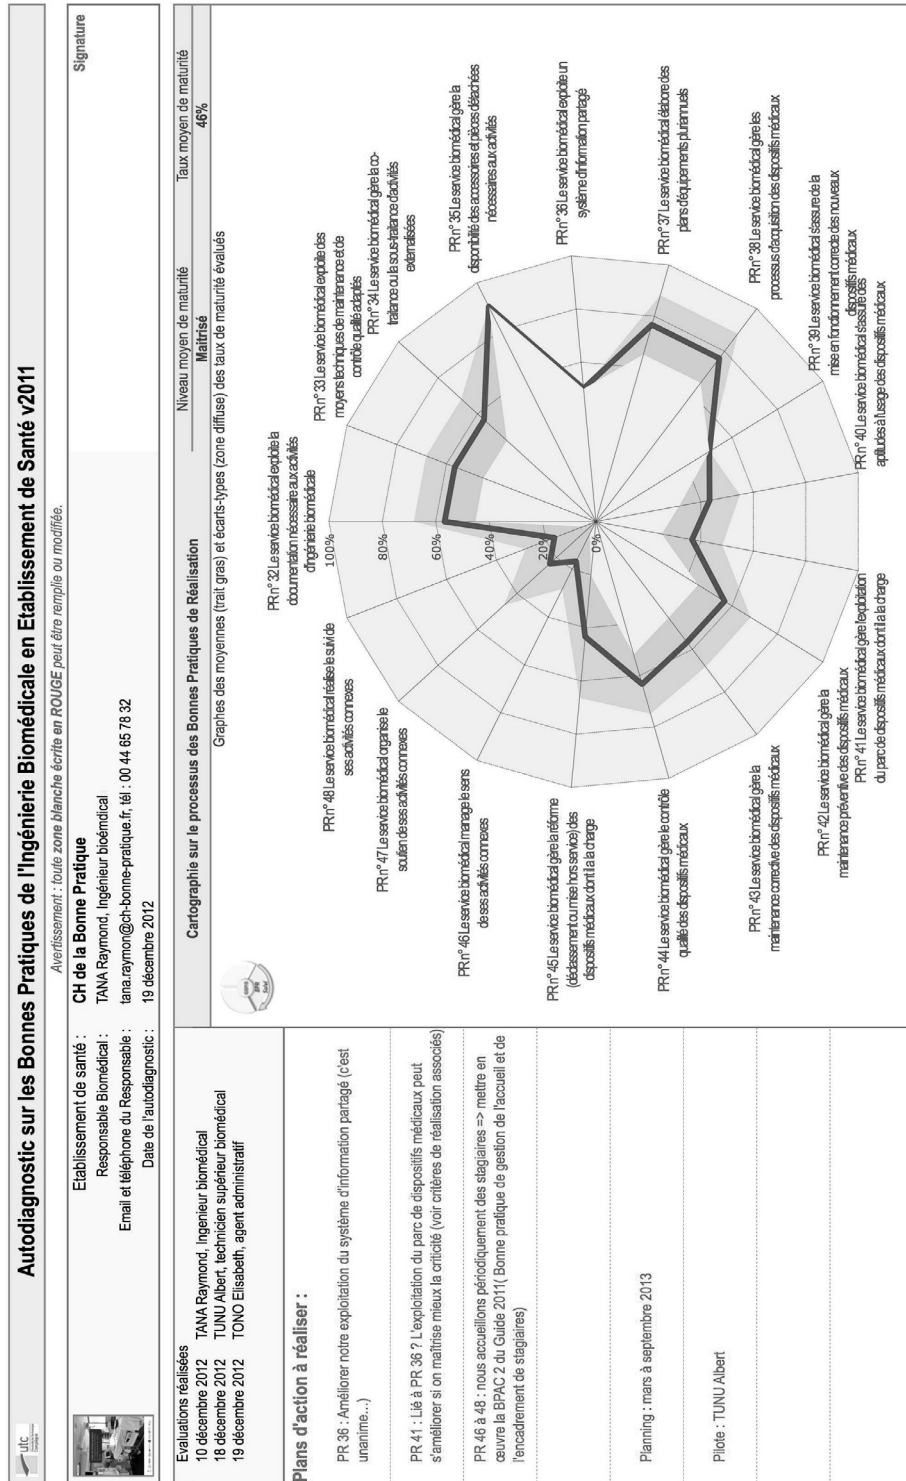 utc
Autodiagnostic sur les Bonnes Pratiques de l'Ingénierie Biomédicale en Etablissement de Santé v2011
Avertissement : toute zone blanche écrite en ROUGE peut être remplie ou modifiée.
Etablissement de santé : CH de la Bonne Pratique
Signature
Responsable Biomédical : TANA Raymond, Ingénieur bioémdical
Email et téléphone du Responsable : tana.raymon@ch-bonne-pratique.fr, tél : 00 44 65 78 32
Date de l'autodiagnostic : 19 décembre 2012
Evaluations réalisées
10 décembre 2012 TANA Raymond, Ingenieur biomédical
18 décembre 2012 TUNU Albert, technicien supérieur biomédical
19 décembre 2012 TONO Elisabeth, agent administratif
Plans d'action à réaliser :
PR 36 : Améliorer notre exploitation du système d'information partagé (c'est
unanime...)
PR 41 : Lié à PR 36 ? L'exploitation du parc de dispositifs médicaux peut
s'améliorer si on maîtrise mieux la criticité (voir critères de réalisation associés)
PR 46 à 48 : nous accueillons périodiquement des stagiaires => mettre en
œuvre la BPAC 2 du Guide 2011( Bonne pratique de gestion de l'accueil et de
l'encadrement de stagiaires)
Planning : mars à septembre 2013
Pilote : TUNU Albert
Cartographie sur le processus des Bonnes Pratiques de Réalisation
Niveau moyen de maturité
Maîtrisé
Taux moyen de maturité
46%
Graphes des moyennes (trait gras) et écarts-types (zone diffuse) des taux de maturité évalués
PR n° 32 Le service biomédical exploite la
documentation nécessaire aux activités
d'ingénierie biomédicale
PR n° 33 Le service biomédical exploite des
moyens techniques de maintenance et de
contrôle qualité adaptés
PR n° 34 Le service biomédical gère la co-
traitance ou la sous-traitance d'activités
externalisées
PR n° 35 Le service biomédical gère la
disponibilité des accessoires et pièces détachées
nécessaires aux activités
PR n° 36 Le service biomédical exploite un
système d'information partagé
PR n° 37 Le service biomédical élabore des
plans d'équipements pluriannuels
PR n° 38 Le service biomédical gère les
processus d'acquisition des dispositifs médicaux
PR n° 39 Le service biomédical s'assure de la
mise en fonctionnement correcte des nouveaux
dispositifs médicaux
PR n° 40 Le service biomédical s'assure des
aptitudes à l'usage des dispositifs médicaux
PR n° 41 Le service biomédical gère l'exploitation
du parc de dispositifs médicaux dont il a la charge
PR n° 42 Le service biomédical gère la
maintenance préventive des dispositifs médicaux
PR n° 43 Le service biomédical gère la
maintenance corrective des dispositifs médicaux
PR n° 44 Le service biomédical gère le contrôle
qualité des dispositifs médicaux
PR n° 45 Le service biomédical gère la réforme
(déclassement ou mise hors service) des
dispositifs médicaux dont il a la charge
PR n° 46 Le service biomédical manage le sens
de ses activités connexes
PR n° 47 Le service biomédical organise le
soutien de ses activités connexes
PR n° 48 Le service biomédical réalise le suivi de
ses activités connexes
100%
80%
60%
40%
20%
0%